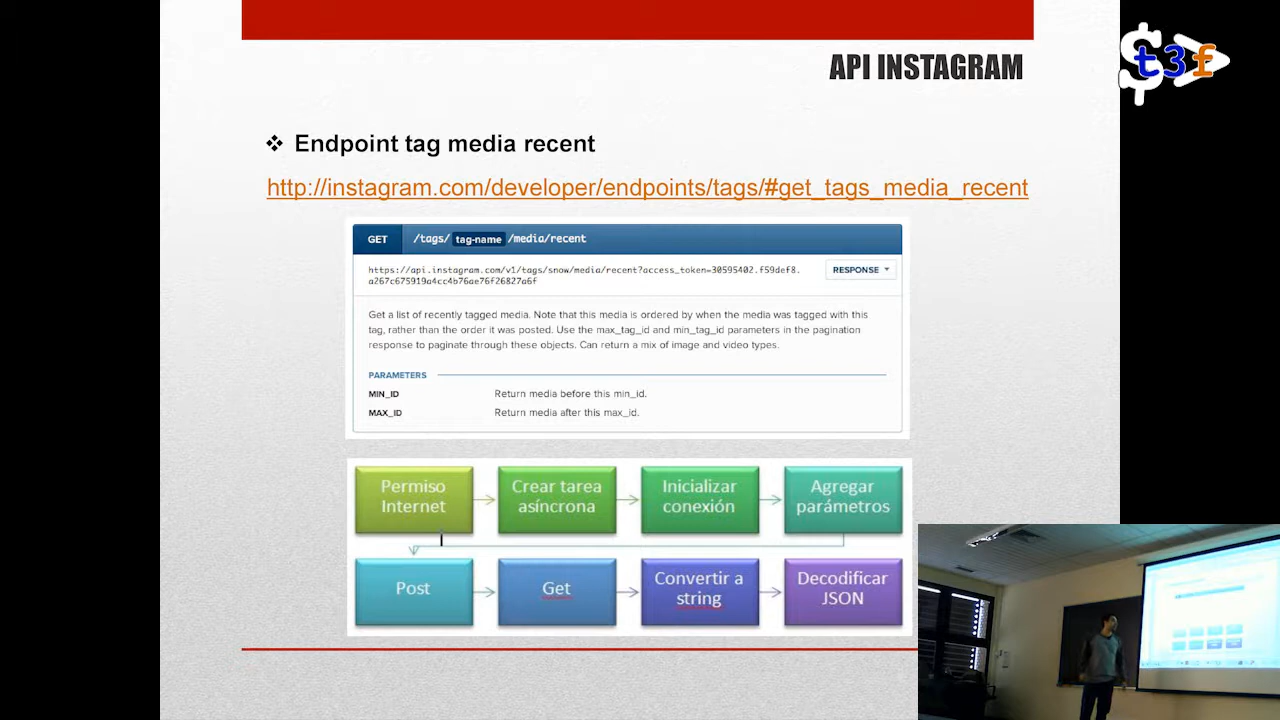 API INSTAGRAM
t3f
❖ Endpoint tag media recent
http://instagram.com/developer/endpoints/tags/#get_tags_media_recent
GET /tags/ tag-name /media/recent
https://api.instagram.com/v1/tags/snow/media/recent?access_token=30595402.f59def8.
a267c675919a4cc4b76ae76f26827a6f
RESPONSE
Get a list of recently tagged media. Note that this media is ordered by when the media was tagged with this
tag, rather than the order it was posted. Use the max_tag_id and min_tag_id parameters in the pagination
response to paginate through these objects. Can return a mix of image and video types.
PARAMETERS
MIN_ID Return media before this min_id.
MAX_ID Return media after this max_id.
Permiso
Internet
Crear tarea
asíncrona
Inicializar
conexión
Agregar
parámetros
Post
Get
Convertir a
string
Decodificar
JSON